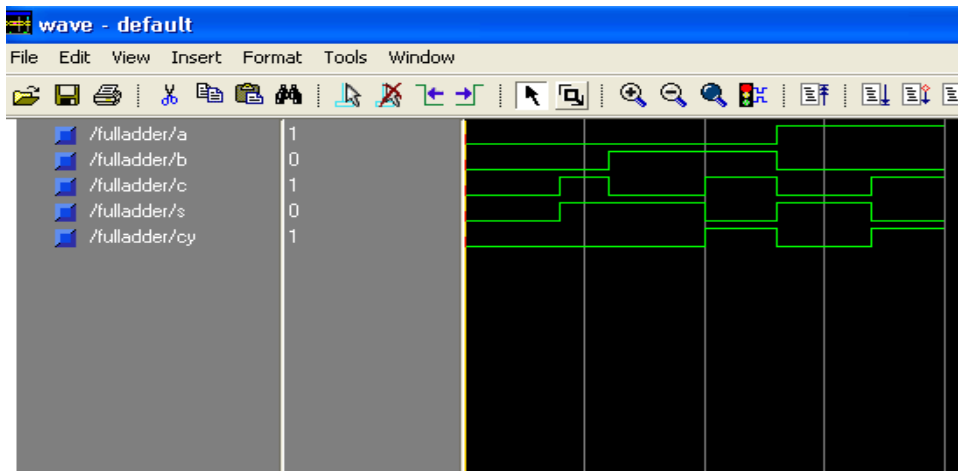 wave - default
File Edit View Insert Format Tools Window
/fulladder/a 1
/fulladder/b 0
/fulladder/c 1
/fulladder/s 0
/fulladder/cy 1